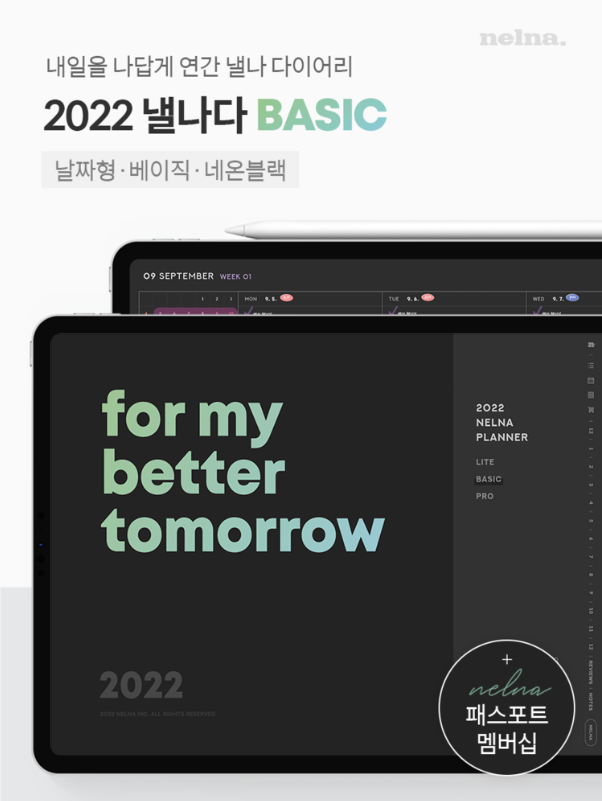 nelna.
내일을 나답게 연간 낼나 다이어리
2022 낼나다 BASIC
날짜형·베이직·네온블랙
09 SEPTEMBER WEEK 01
1 2 3
MON 9. 5.
TUE 9. 6.
WED 9. 7.
for my
better
tomorrow
2022
NELNA
PLANNER
LITE
BASIC
PRO
12
1
2
3
4
5
6
7
8
9
10
11
12
REVIEWS
NOTES
NELNA
2022
2022 NELNA INC. ALL RIGHTS RESERVED
+
nelna
패스포트
멤버십